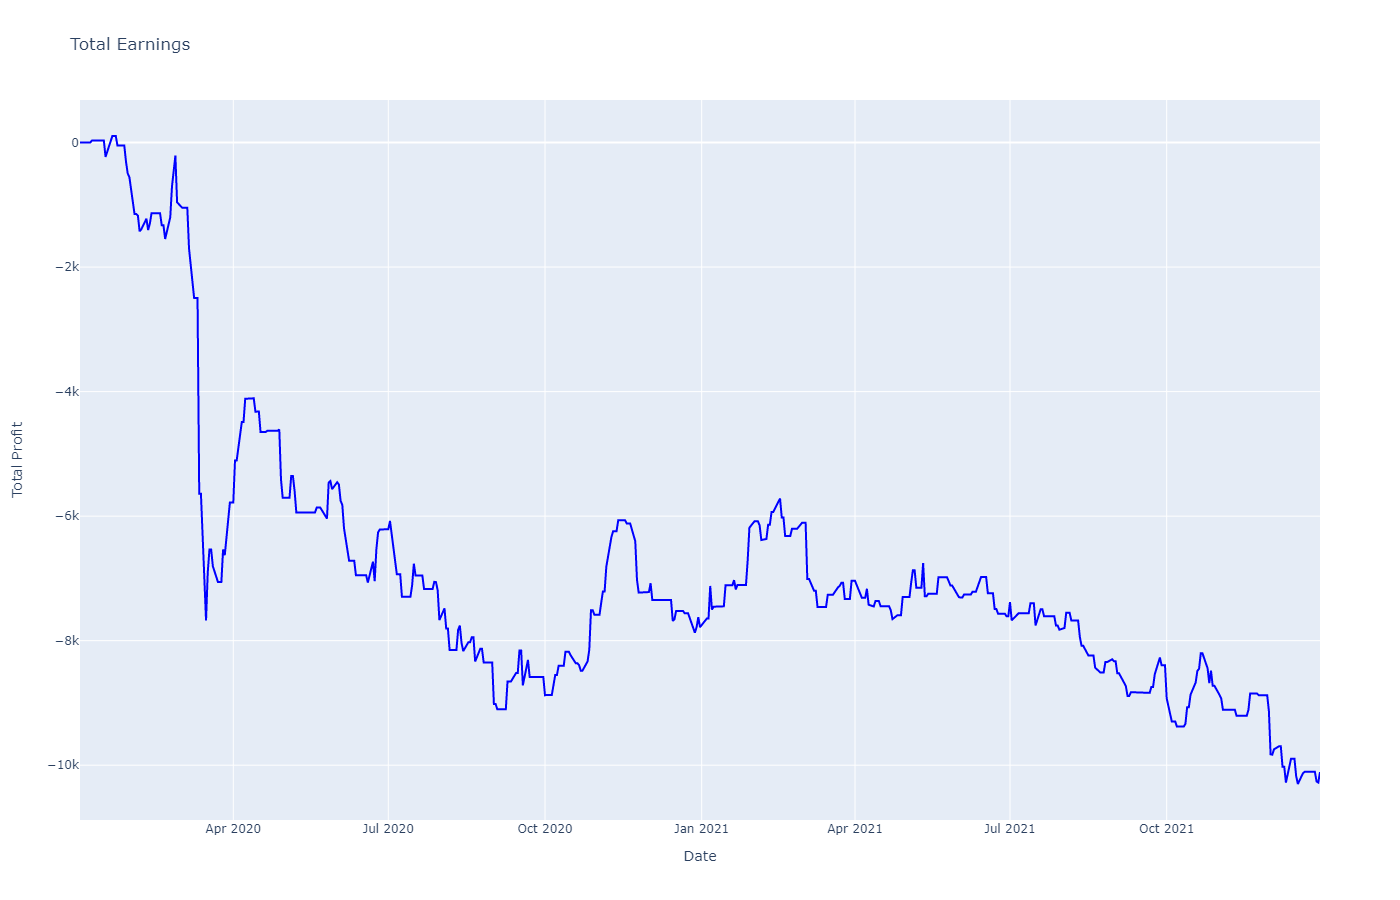 Total Earnings
0
−2k
−4k
−6k
−8k
−10k
Total Profit
Apr 2020
Jul 2020
Oct 2020
Jan 2021
Apr 2021
Jul 2021
Oct 2021
Date